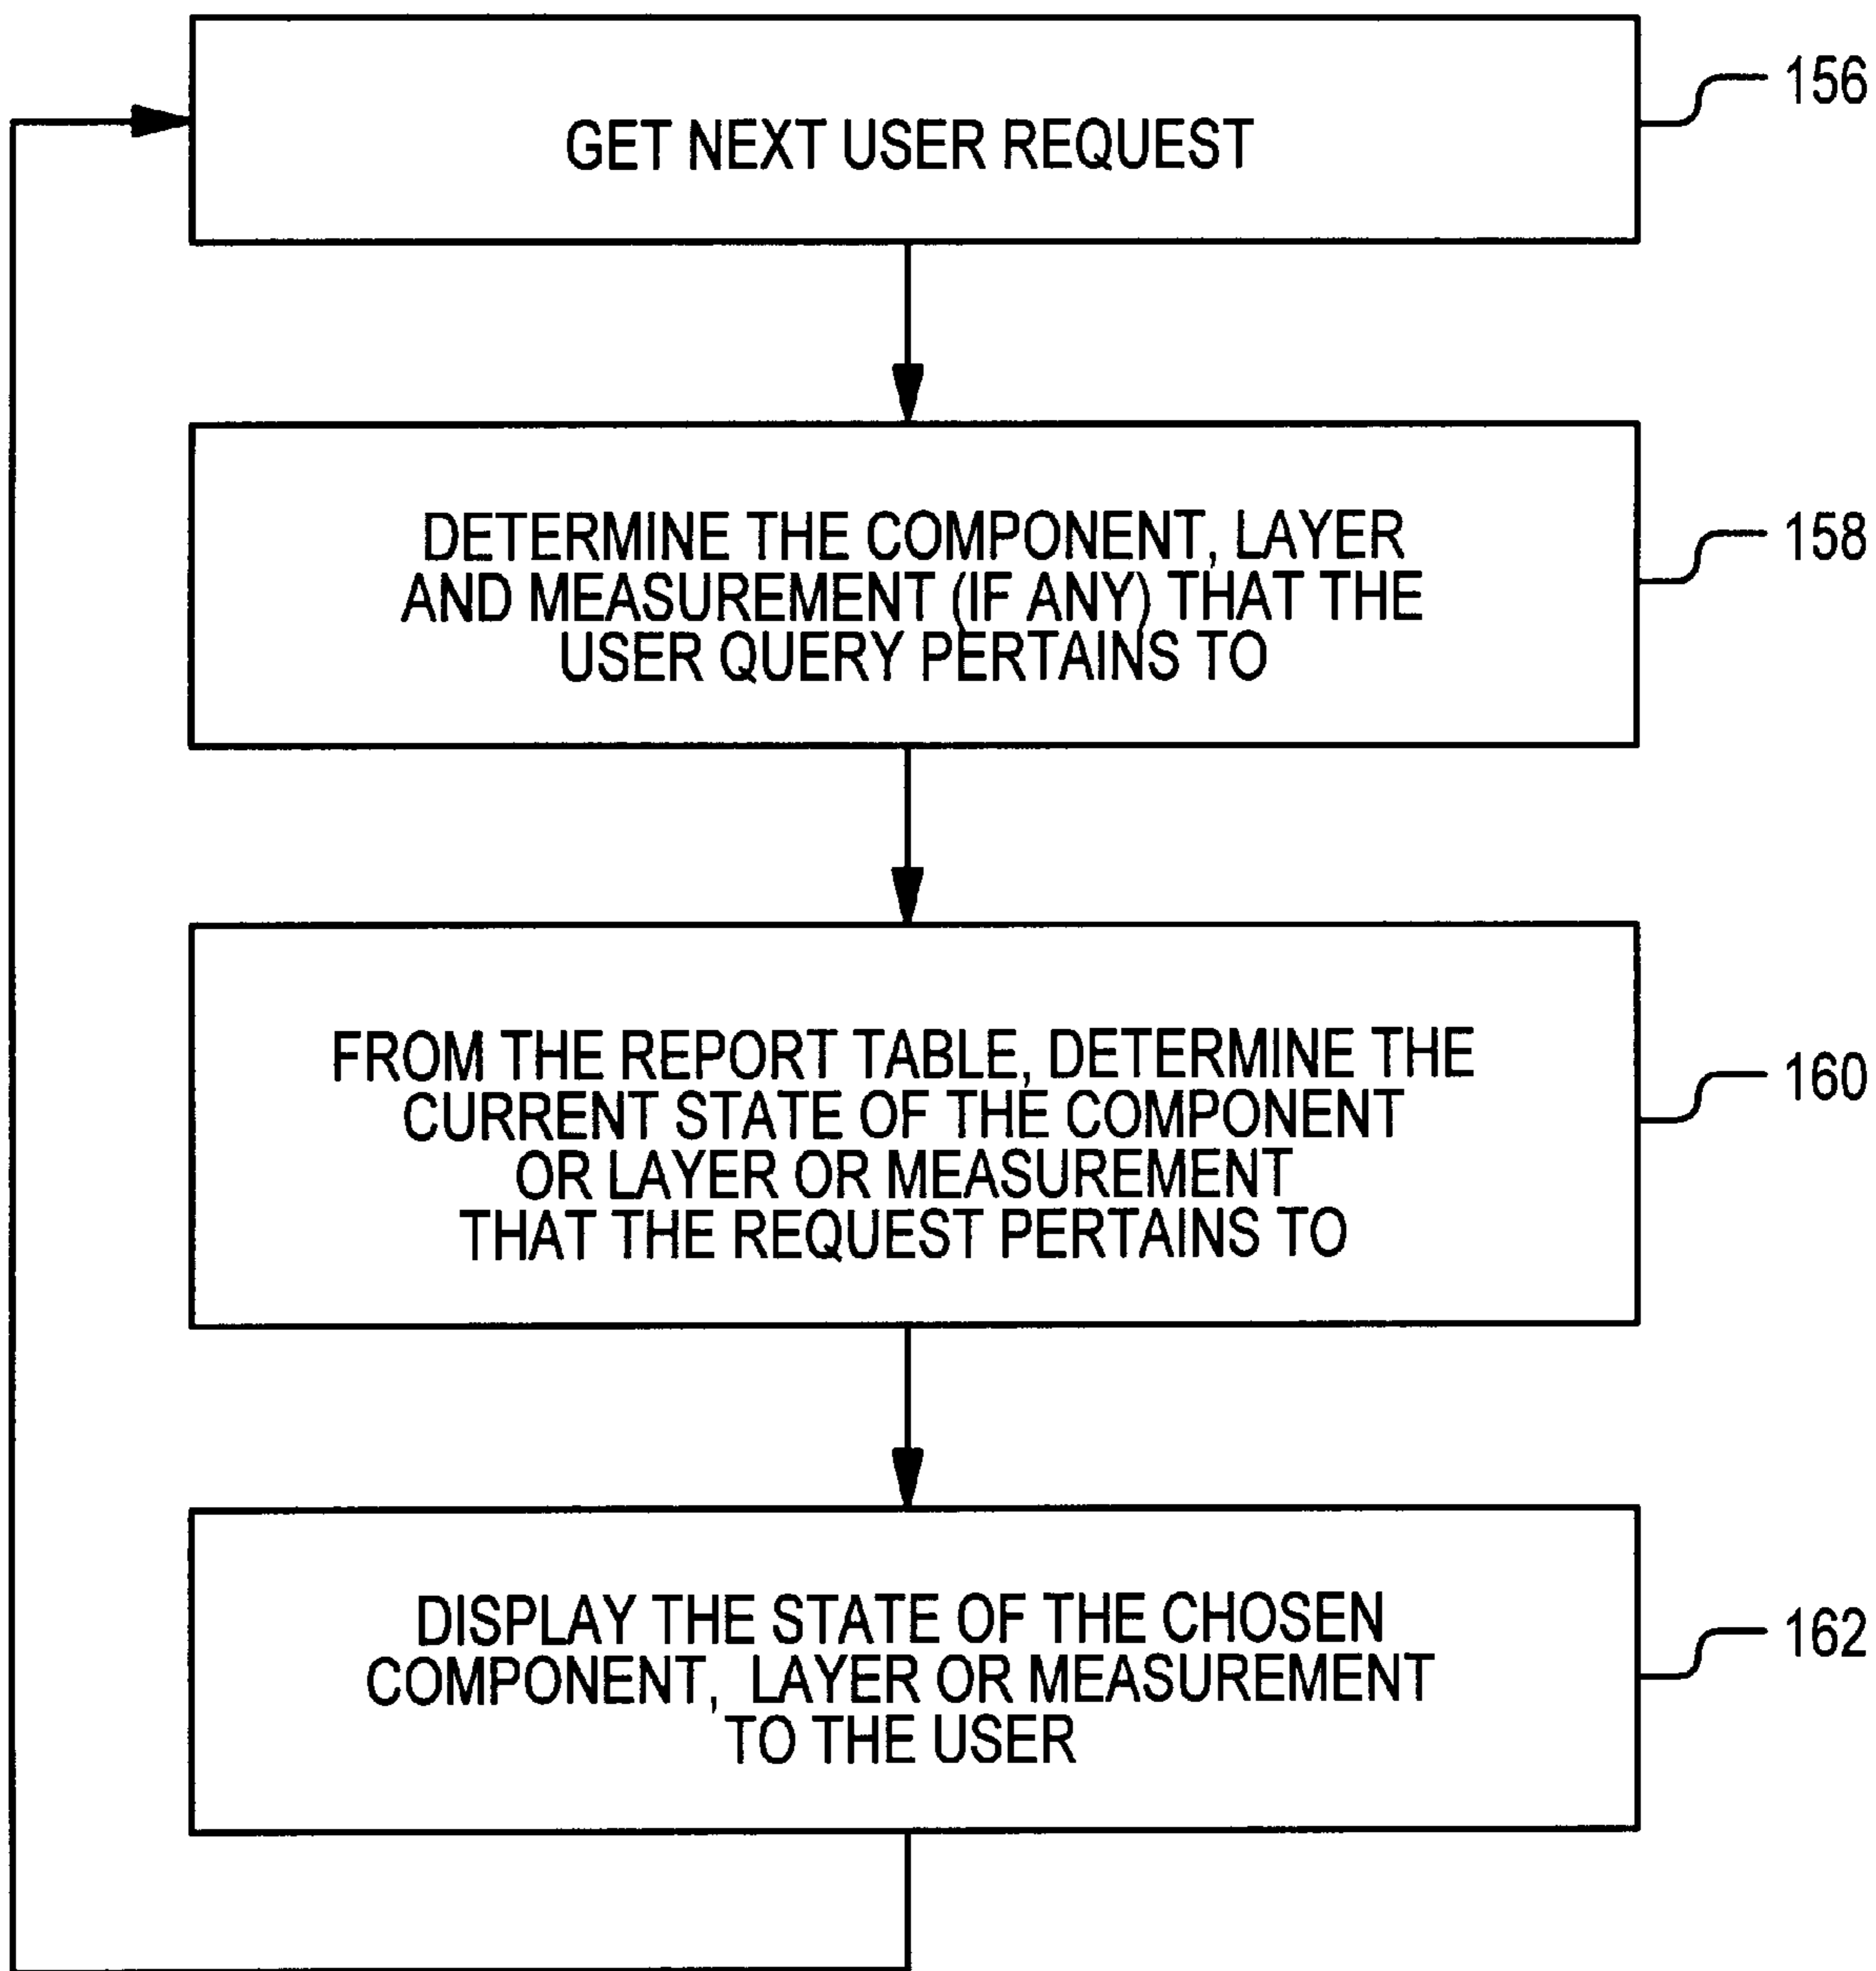 GET NEXT USER REQUEST
156
DETERMINE THE COMPONENT, LAYER
AND MEASUREMENT (IF ANY) THAT THE
USER QUERY PERTAINS TO
158
FROM THE REPORT TABLE, DETERMINE THE
CURRENT STATE OF THE COMPONENT
OR LAYER OR MEASUREMENT
THAT THE REQUEST PERTAINS TO
160
DISPLAY THE STATE OF THE CHOSEN
COMPONENT, LAYER OR MEASUREMENT
TO THE USER
162